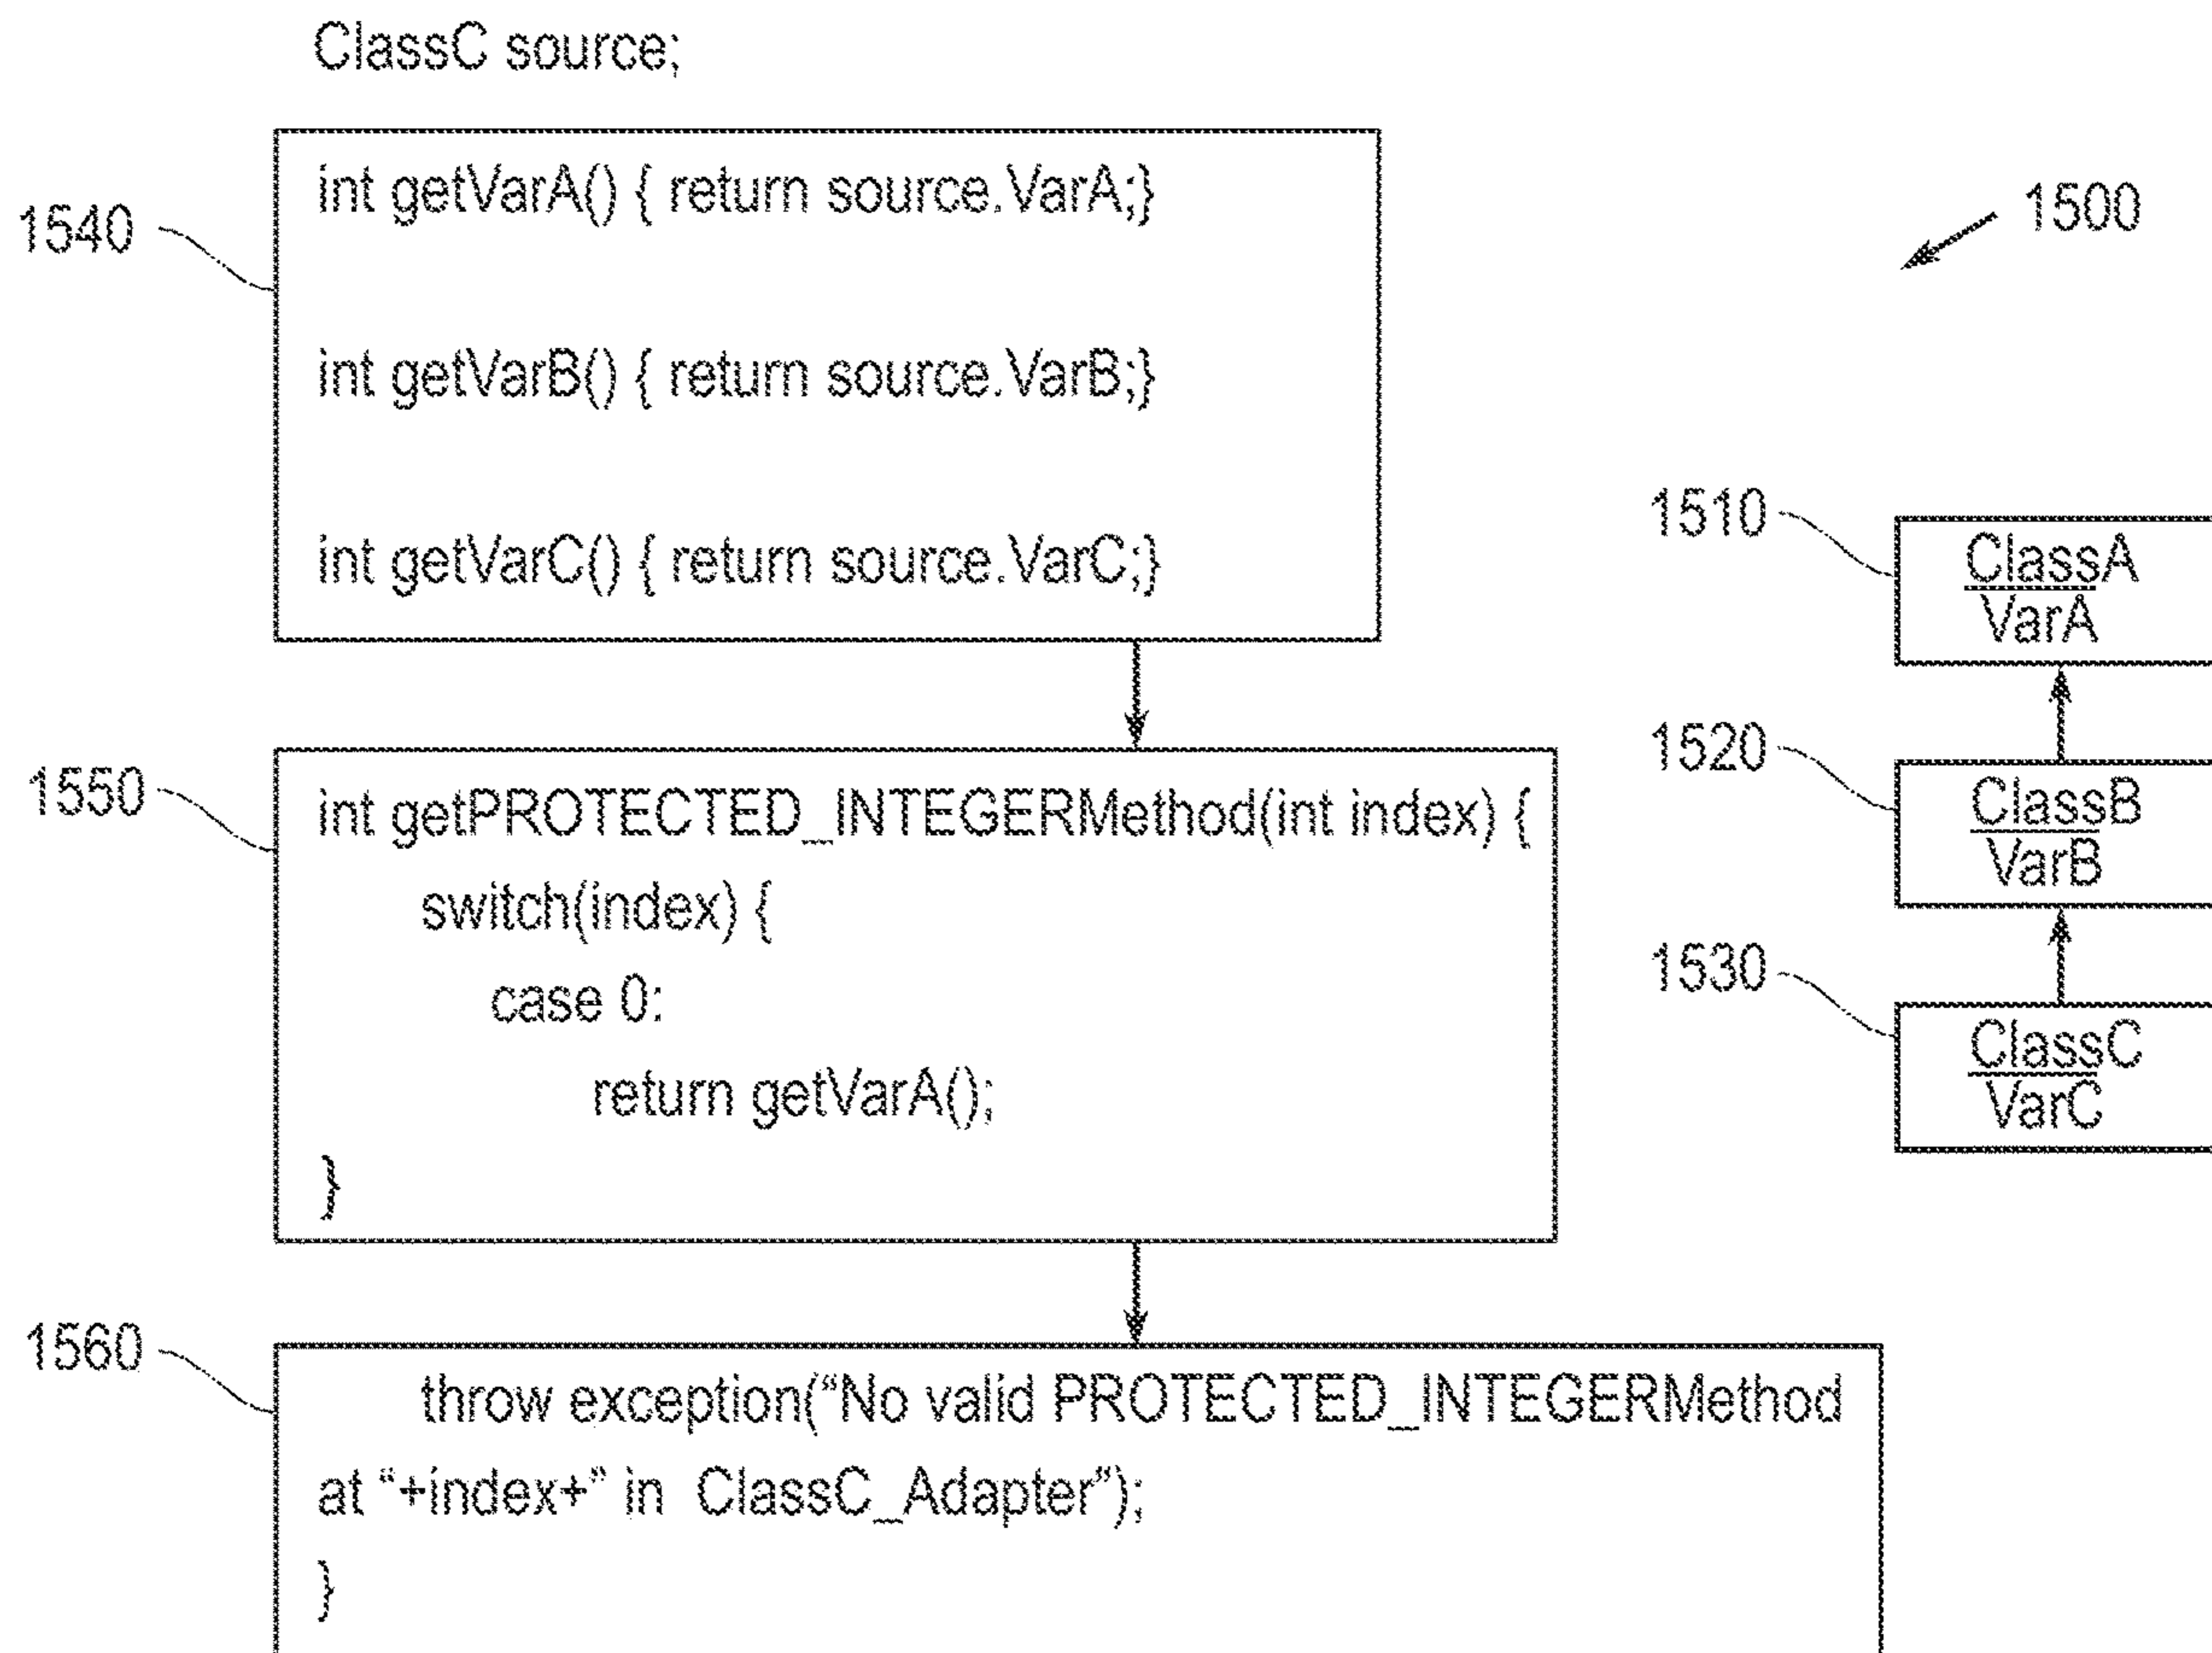 ClassC source;
1540
int getVarA() { return source.VarA;}
int getVarB() { return source.VarB;}
int getVarC() { return source.VarC;}
1500
1510
ClassA
VarA
1520
ClassB
VarB
1530
ClassC
VarC
1550
int getPROTECTED_INTEGERMethod(int index) {
switch(index) {
case 0:
return getVarA();
}
1560
throw exception(“No valid PROTECTED_INTEGERMethod
at “+index+” in ClassC_Adapter”);
}